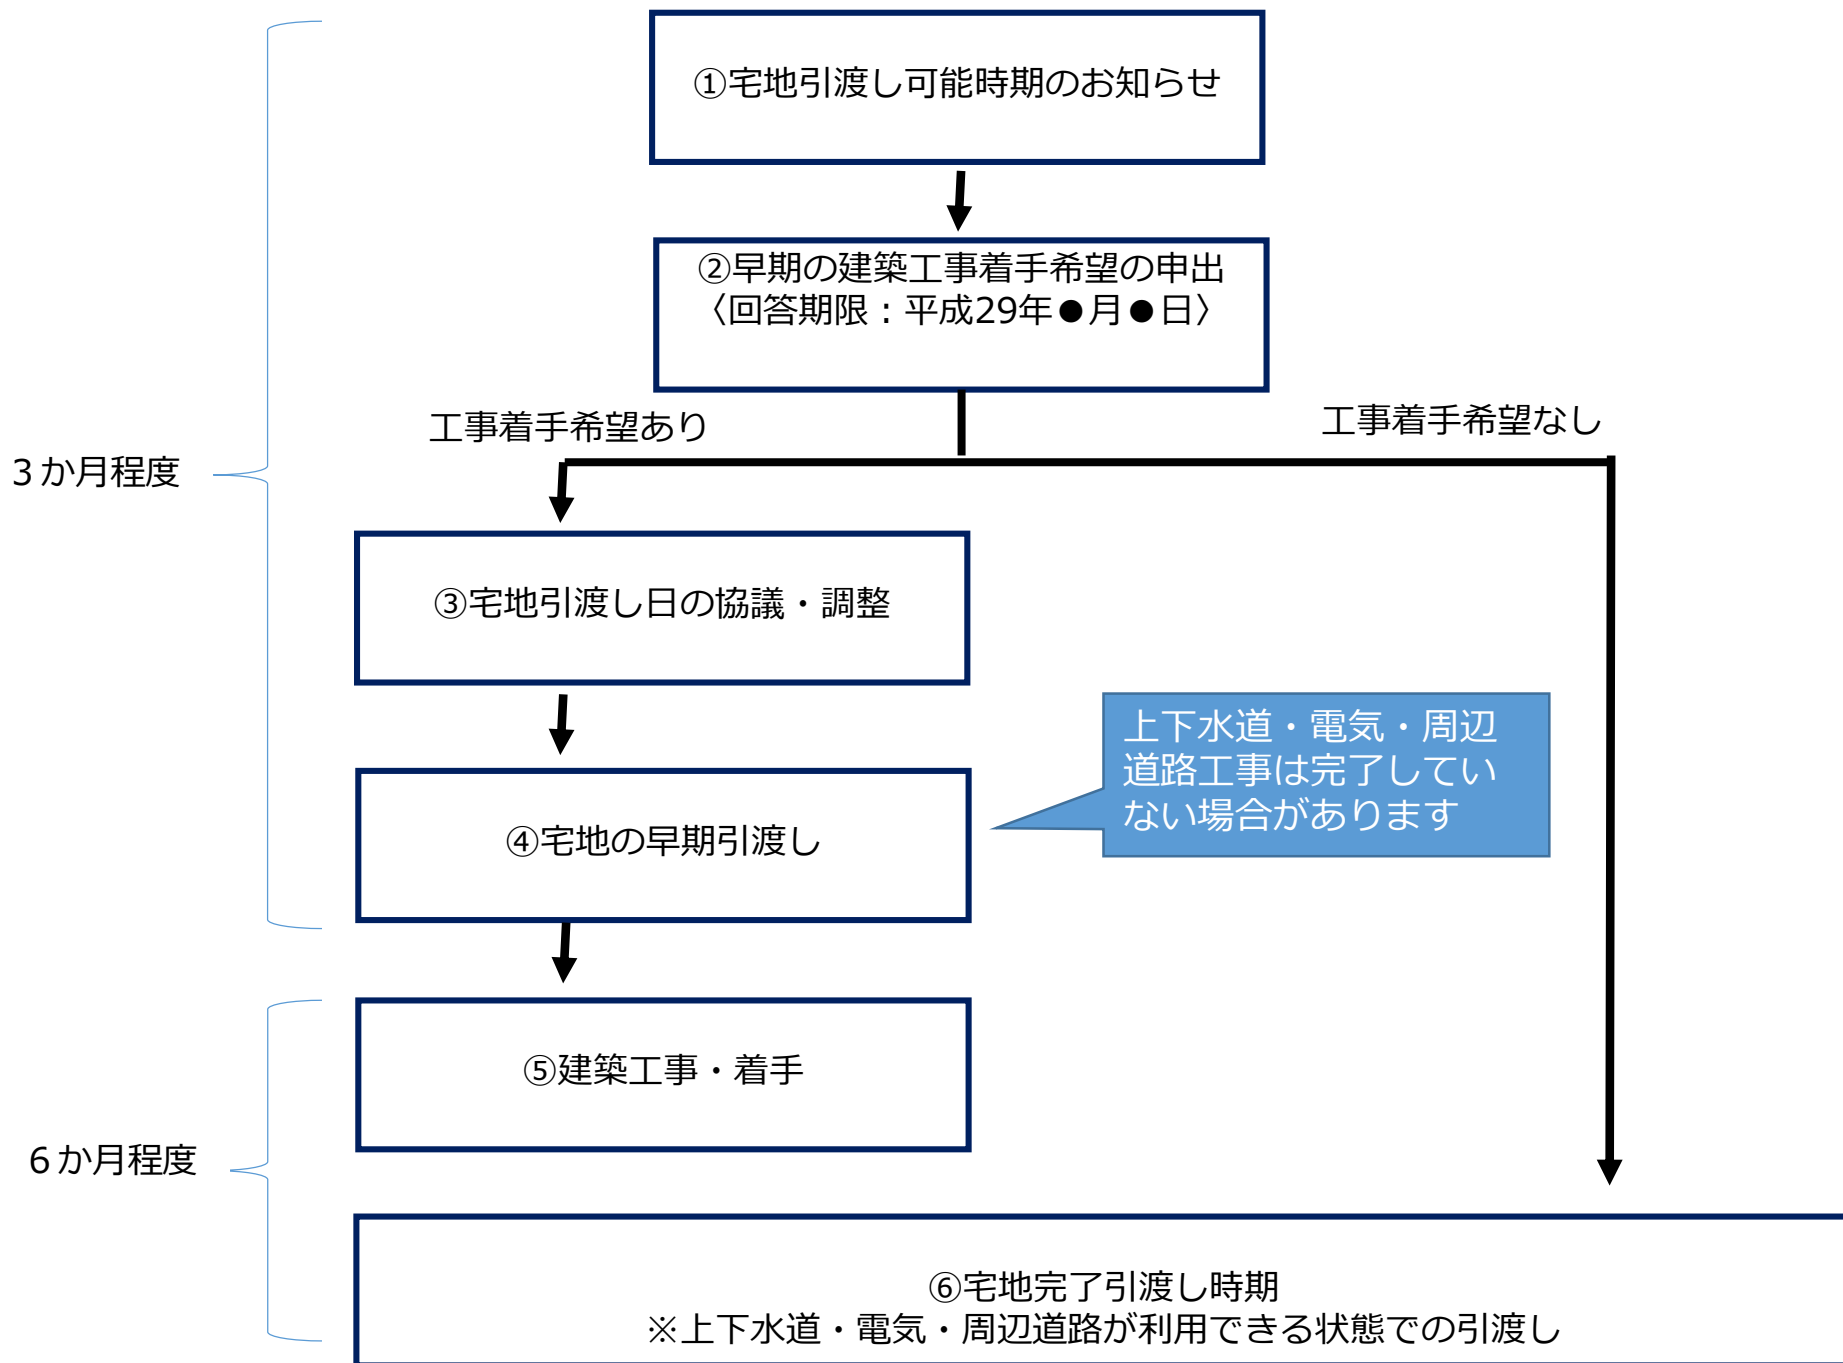 ①宅地引渡し可能時期のお知らせ
②早期の建築工事着手希望の申出
〈回答期限：平成29年●月●日〉
工事着手希望あり
工事着手希望なし
３か月程度
③宅地引渡し日の協議・調整
上下水道・電気・周辺
道路工事は完了してい
ない場合があります
④宅地の早期引渡し
⑤建築工事・着手
６か月程度
⑥宅地完了引渡し時期
※上下水道・電気・周辺道路が利用できる状態での引渡し